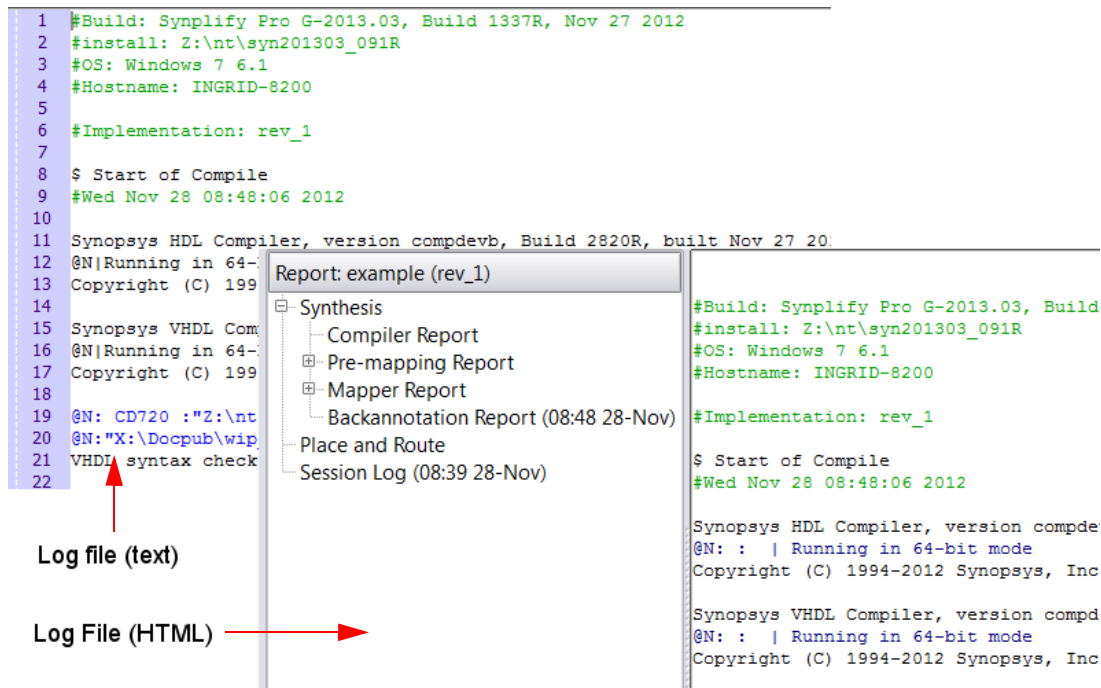 1 #Build: Synplify Pro G-2013.03, Build 1337R, Nov 27 2012
2 #install: Z:\nt\syn201303_091R
3 #OS: Windows 7 6.1
4 #Hostname: INGRID-8200
5
6 #Implementation: rev_1
7
8 $ Start of Compile
9 #Wed Nov 28 08:48:06 2012
10
11 Synopsys HDL Compiler, version compdevb, Build 2820R, built Nov 27 20
12 @N|Running in 64-
13 Copyright (C) 199
14
15 Synopsys VHDL Com
16 @N|Running in 64-
17 Copyright (C) 199
18
19 @N: CD720 :"Z:\nt
20 @N:"X:\Docpub\wip
21 VHDL syntax check
22
Log file (text)
Log File (HTML)
Report: example (rev_1)
Synthesis
Compiler Report
Pre-mapping Report
Mapper Report
Backannotation Report (08:48 28-Nov)
Place and Route
Session Log (08:39 28-Nov)
#Build: Synplify Pro G-2013.03, Build
#install: Z:\nt\syn201303_091R
#OS: Windows 7 6.1
#Hostname: INGRID-8200
#Implementation: rev_1
$ Start of Compile
#Wed Nov 28 08:48:06 2012
Synopsys HDL Compiler, version compde
@N: : | Running in 64-bit mode
Copyright (C) 1994-2012 Synopsys, Inc
Synopsys VHDL Compiler, version compd
@N: : | Running in 64-bit mode
Copyright (C) 1994-2012 Synopsys, Inc